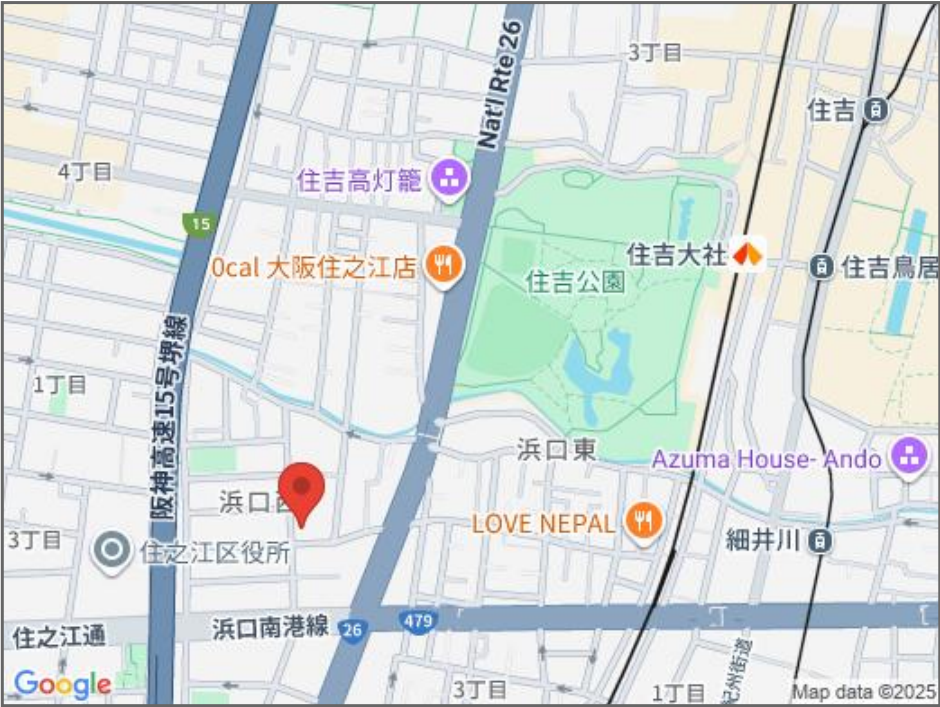 3丁目
Nat'l Rte 26
住吉
4丁目
住吉高灯籠
15
0cal 大阪住之江店
住吉公園
住吉大社
住吉鳥居
阪神高速15号堺線
1丁目
浜口東
Azuma House- Ando
浜口西
LOVE NEPAL
3丁目
住之江区役所
細井川
住之江通
浜口南港線
26
479
紀州街道
Google
3丁目
1丁目
Map data ©2025